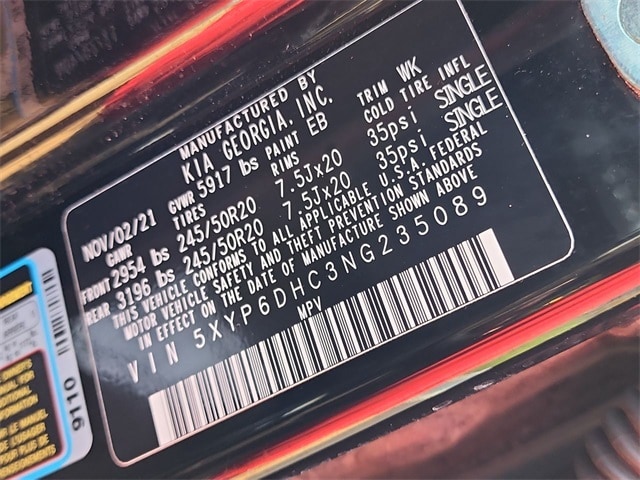 MANUFACTURED BY
KIA GEORGIA, INC.
NOV/02/21 GVWR 5917 lbs PAINT EB TRIM WK
GAWR TIRES RIMS COLD TIRE INFL
FRONT 2954 lbs 245/50R20 7.5Jx20 35psi SINGLE
REAR 3196 lbs 245/50R20 7.5Jx20 35psi SINGLE
THIS VEHICLE CONFORMS TO ALL APPLICABLE U.S.A. FEDERAL
MOTOR VEHICLE SAFETY AND THEFT PREVENTION STANDARDS
IN EFFECT ON THE DATE OF MANUFACTURE SHOWN ABOVE
VIN 5XYP6DHC3NG235089
MPV
9110
INFORMATION